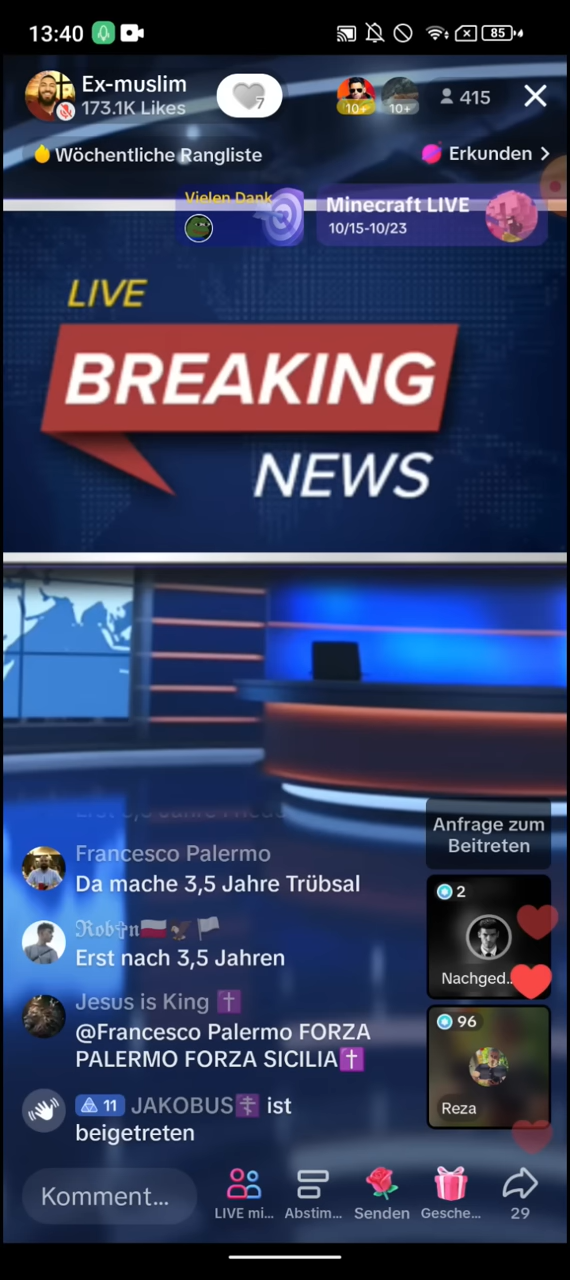 13:40
85
Ex-muslim
173.1K Likes
7
10+
10+
415
Wöchentliche Rangliste
Erkunden
Vielen Dank
Minecraft LIVE
10/15-10/23
LIVE
BREAKING
NEWS
Anfrage zum
Beitreten
Francesco Palermo
Da mache 3,5 Jahre Trübsal
2
Nachged..
ℜ𝔬𝔟✝𝔫🇵🇱🦅🏳️
Erst nach 3,5 Jahren
Jesus is King ✝️
@Francesco Palermo FORZA
PALERMO FORZA SICILIA✝️
96
Reza
11 JAKOBUS☦️ ist
beigetreten
Komment...
LIVE mi...
Abstim...
Senden
Gesche...
29